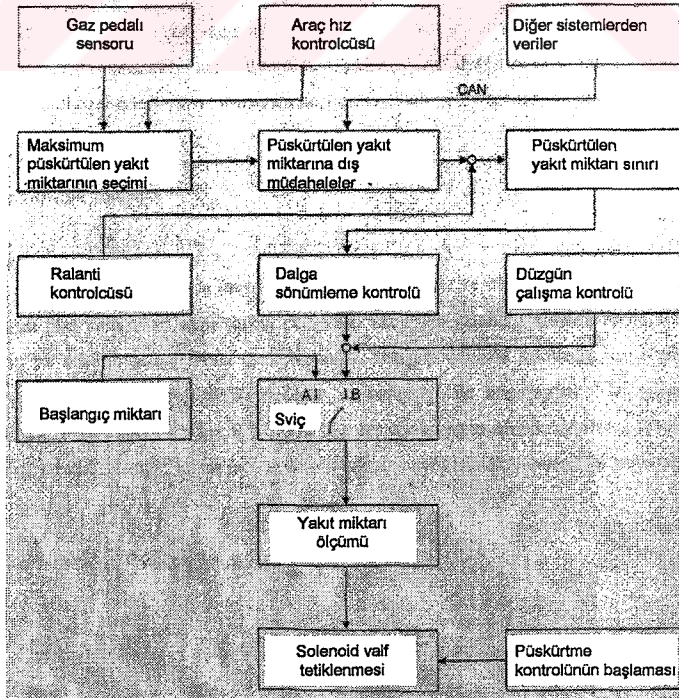 Gaz pedalı
sensoru
Araç hız
kontrolcüsü
Diğer sistemlerden
veriler
CAN
Maksimum
püskürtülen yakıt
miktarının seçimi
Püskürtülen yakıt
miktarına dış
müdahaleler
Püskürtülen
yakıt miktarı sınırı
Ralanti
kontrolcüsü
Dalga
sönümleme kontrolü
Düzgün
çalışma kontrolü
Başlangıç miktarı
A B
Sviç
Yakıt miktarı
ölçümü
Solenoid valf
tetiklenmesi
Püskürtme
kontrolünün başlaması